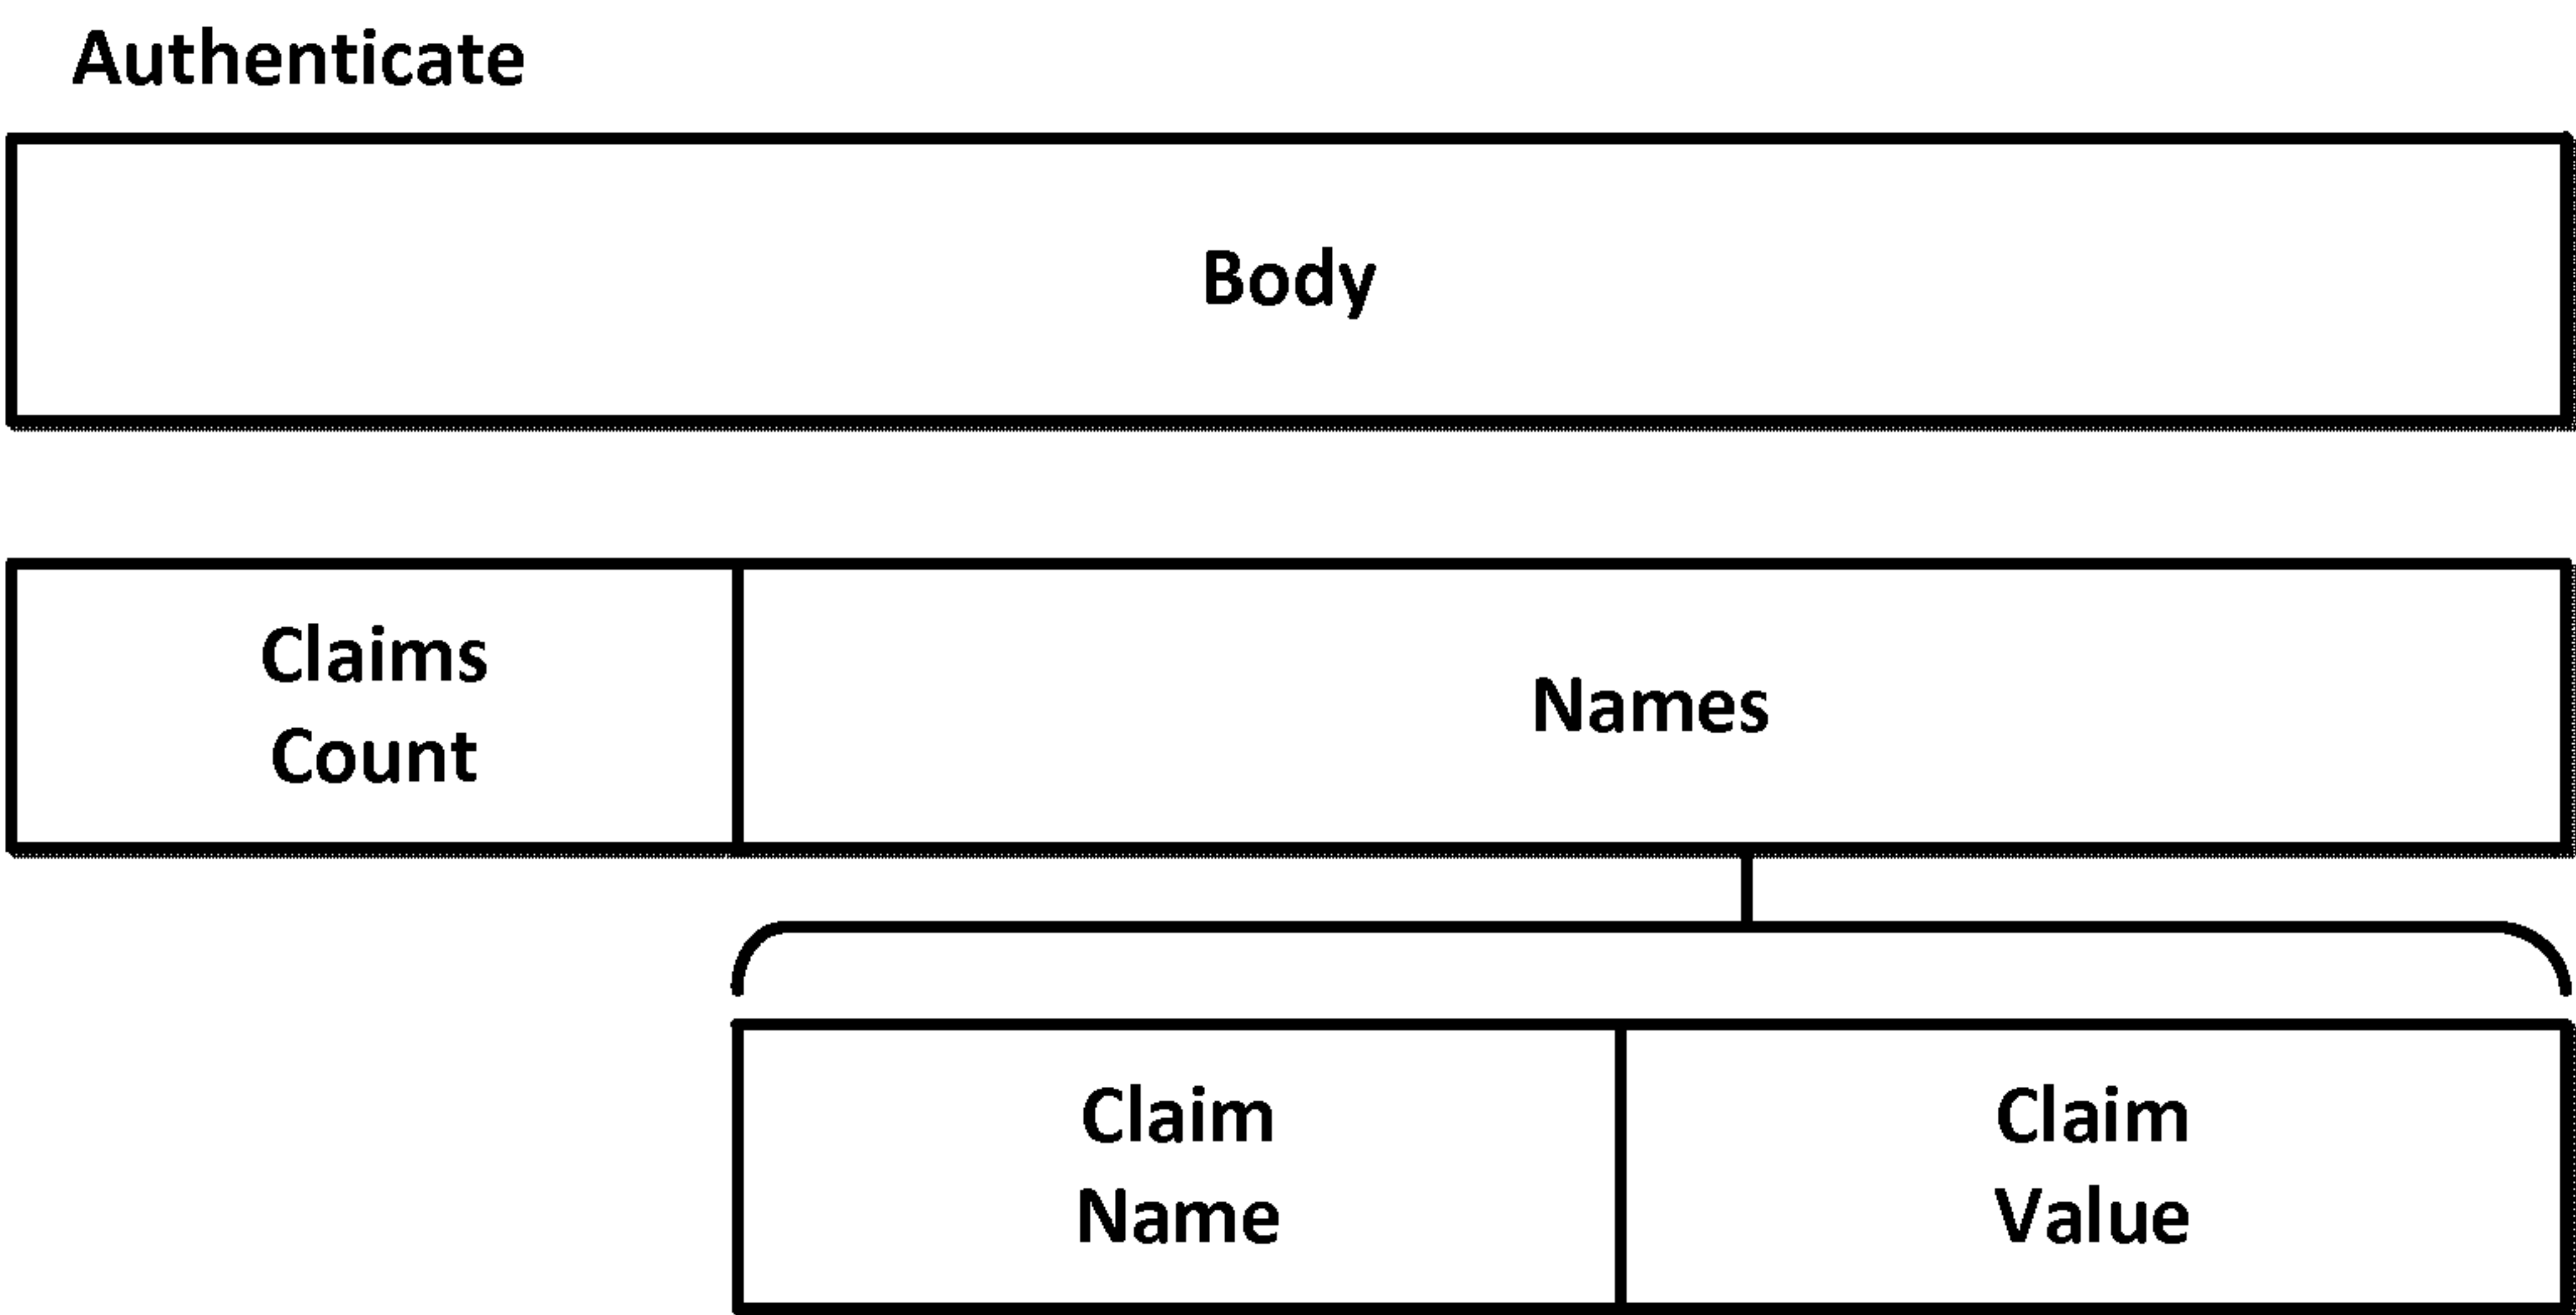 Authenticate
Body
Claims
Count
Names
Claim
Name
Claim
Value